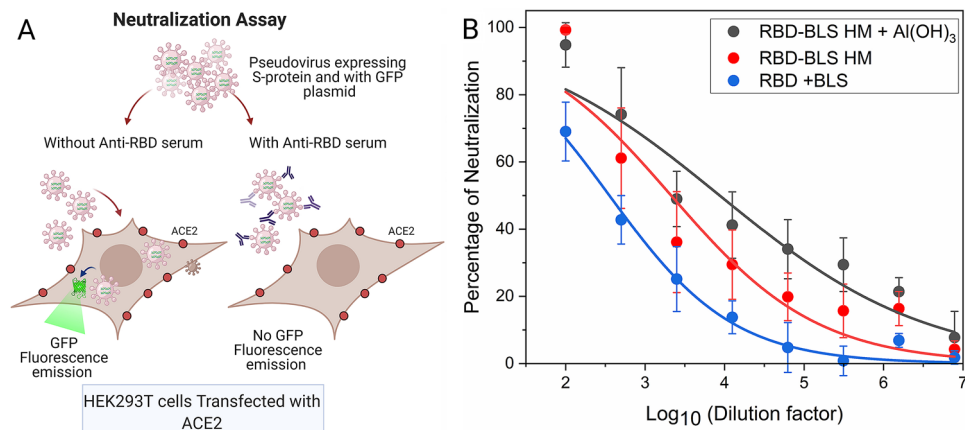 A
Neutralization Assay
Pseudovirus expressing
S-protein and with GFP
plasmid
Without Anti-RBD serum
With Anti-RBD serum
ACE2
ACE2
GFP
Fluorescence
emission
No GFP
Fluorescence
emission
HEK293T cells Transfected with
ACE2
B
RBD-BLS HM + Al(OH)3
RBD-BLS HM
RBD +BLS
Percentage of Neutralization
100
80
60
40
20
0
2 3 4 5 6 7
Log10 (Dilution factor)